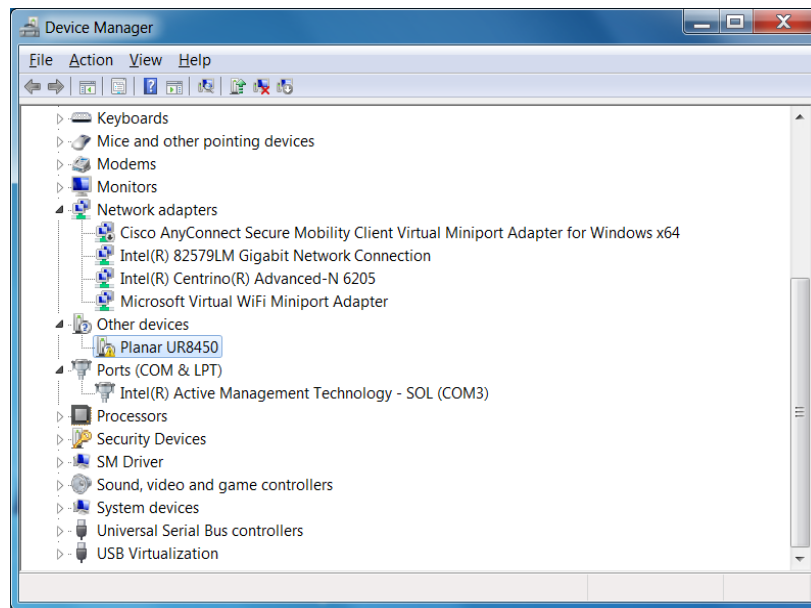 Device Manager
File Action View Help
Keyboards
Mice and other pointing devices
Modems
Monitors
Network adapters
Cisco AnyConnect Secure Mobility Client Virtual Miniport Adapter for Windows x64
Intel(R) 82579LM Gigabit Network Connection
Intel(R) Centrino(R) Advanced-N 6205
Microsoft Virtual WiFi Miniport Adapter
Other devices
Planar UR8450
Ports (COM & LPT)
Intel(R) Active Management Technology - SOL (COM3)
Processors
Security Devices
SM Driver
Sound, video and game controllers
System devices
Universal Serial Bus controllers
USB Virtualization